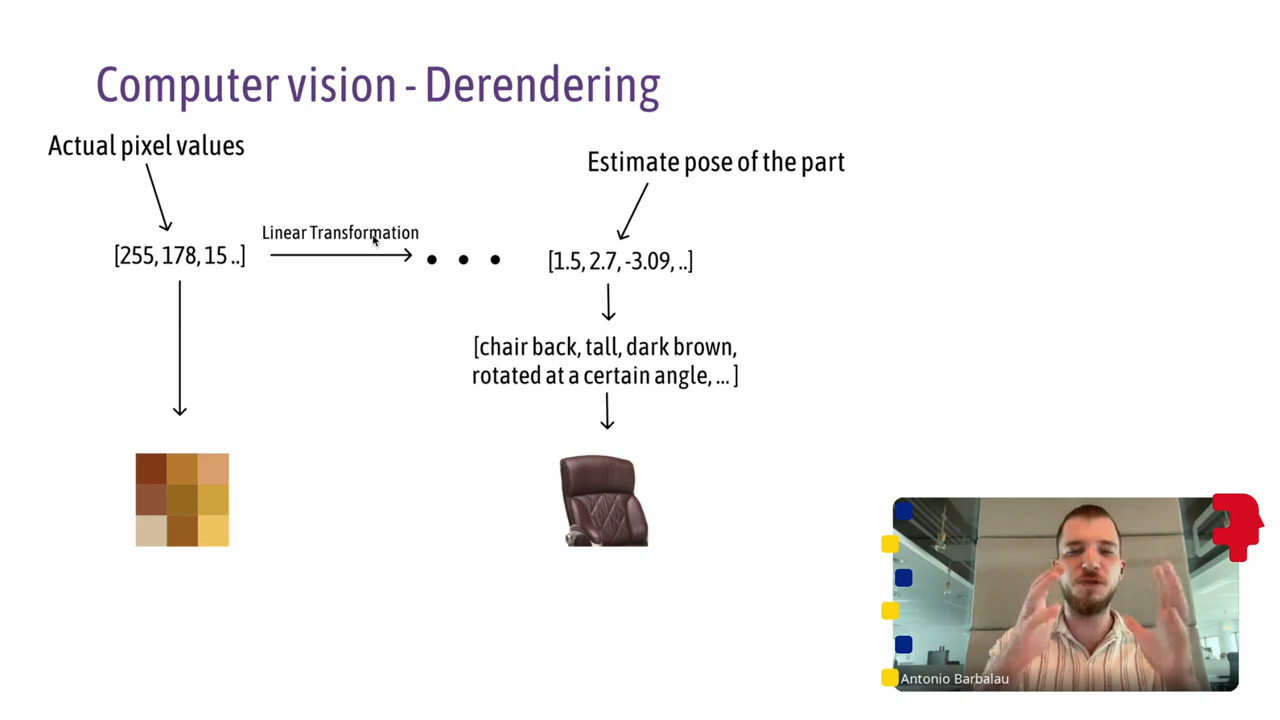 Computer vision - Derendering
Actual pixel values
Estimate pose of the part
Linear Transformation
[255, 178, 15 ..]
[1.5, 2.7, -3.09, ..]
[chair back, tall, dark brown,
rotated at a certain angle, ... ]
Antonio Barbalau